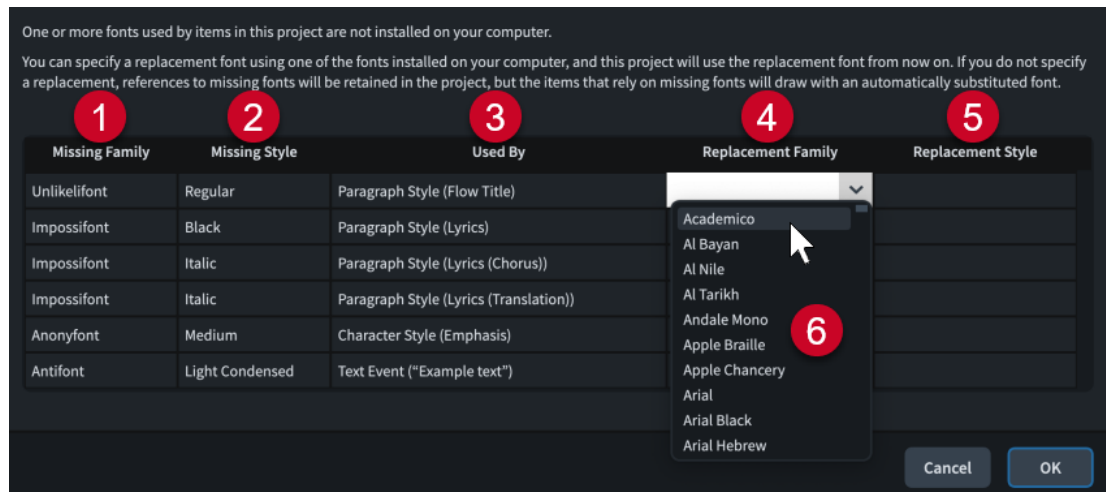 One or more fonts used by items in this project are not installed on your computer.
You can specify a replacement font using one of the fonts installed on your computer, and this project will use the replacement font from now on. If you do not specify
a replacement, references to missing fonts will be retained in the project, but the items that rely on missing fonts will draw with an automatically substituted font.
1 2 3 4 5
Missing Family Missing Style Used By Replacement Family Replacement Style
Unlikelifont Regular Paragraph Style (Flow Title)
Impossifont Black Paragraph Style (Lyrics)
Impossifont Italic Paragraph Style (Lyrics (Chorus))
Impossifont Italic Paragraph Style (Lyrics (Translation))
Anonyfont Medium Character Style (Emphasis)
Antifont Light Condensed Text Event (“Example text”)
Academico
Al Bayan
Al Nile
Al Tarikh
Andale Mono
6
Apple Braille
Apple Chancery
Arial
Arial Black
Arial Hebrew
Cancel OK